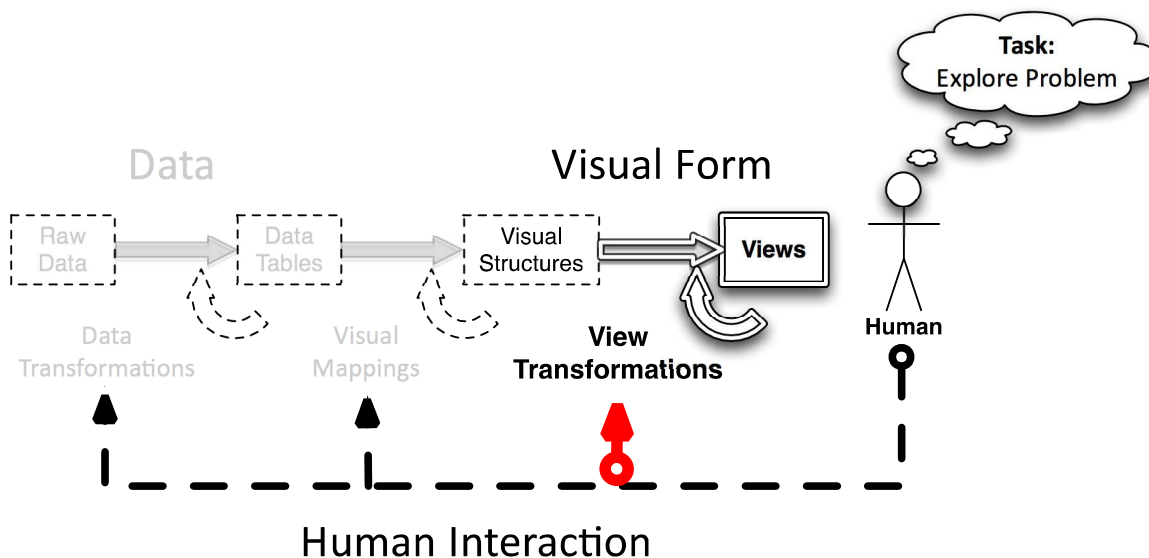 Task:
Explore Problem
Data
Visual Form
Raw
Data
Data
Tables
Visual
Structures
Views
Data
Transformations
Visual
Mappings
View
Transformations
Human
Human Interaction